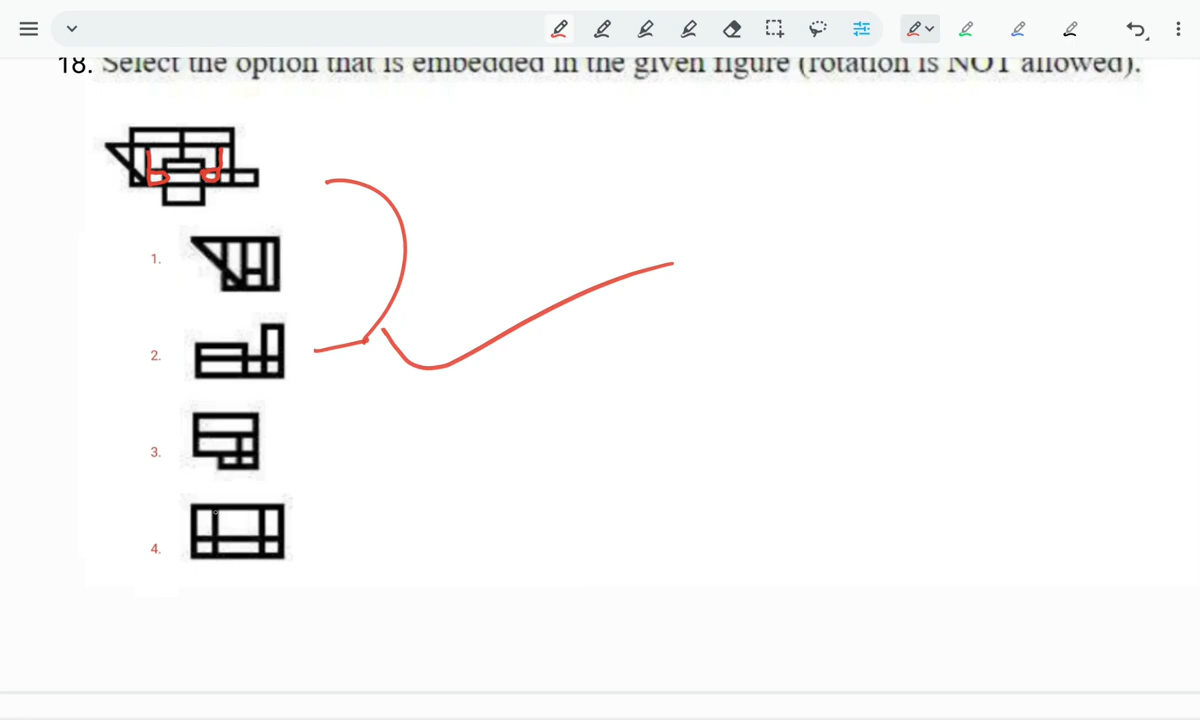 18. Select the option that is embedded in the given figure (rotation is NOT allowed).
b d
1.
2.
3.
4.